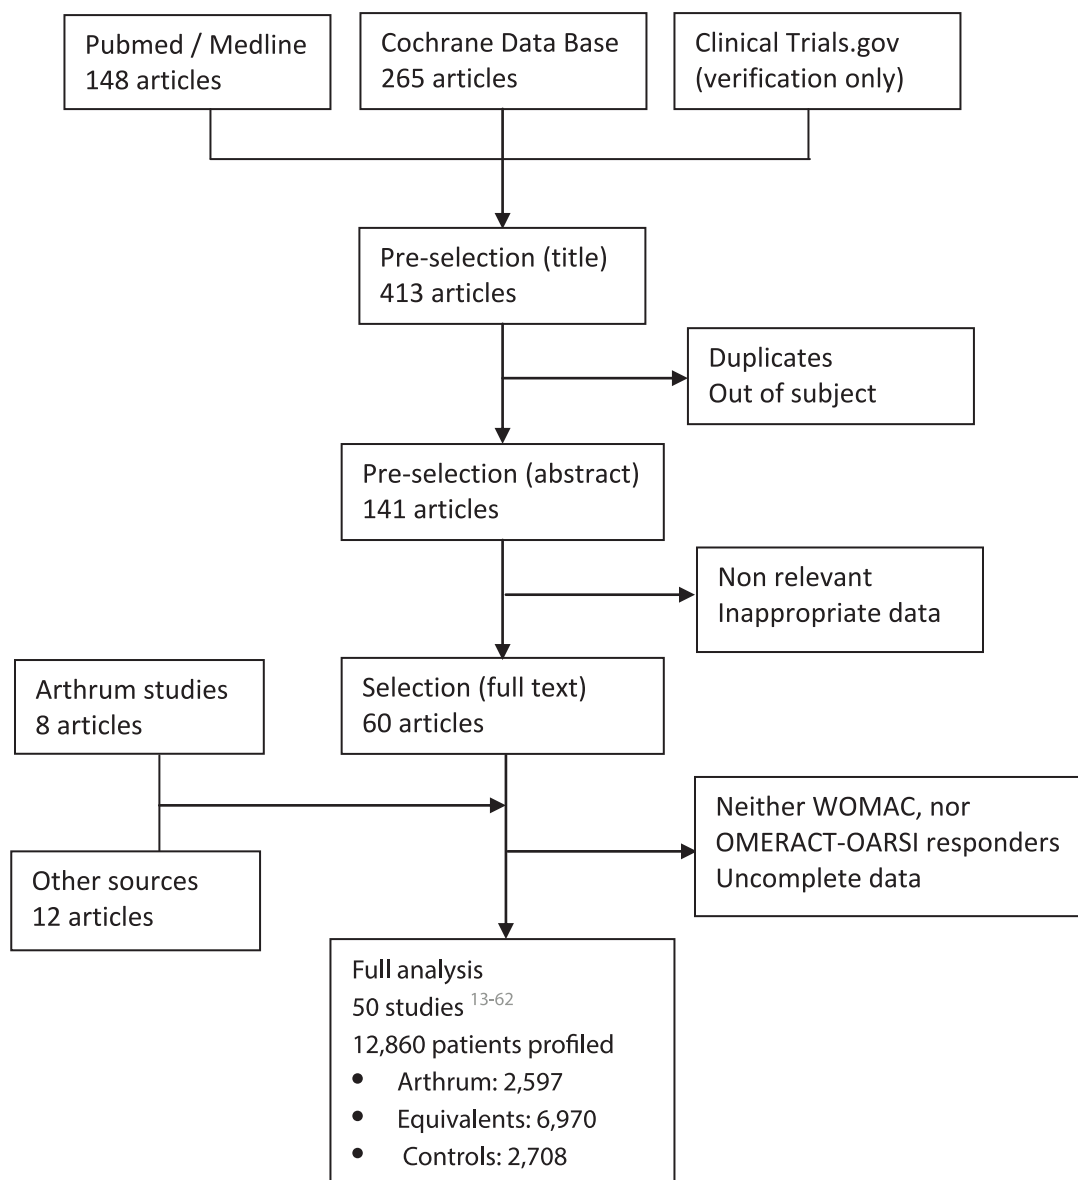 Pubmed / Medline
148 articles
Cochrane Data Base
265 articles
Clinical Trials.gov
(verification only)
Pre-selection (title)
413 articles
Duplicates
Out of subject
Pre-selection (abstract)
141 articles
Non relevant
Inappropriate data
Selection (full text)
60 articles
Arthrum studies
8 articles
Neither WOMAC, nor
OMERACT-OARSI responders
Uncomplete data
Other sources
12 articles
Full analysis
50 studies 13-62
12,860 patients profiled
• Arthrum: 2,597
• Equivalents: 6,970
• Controls: 2,708